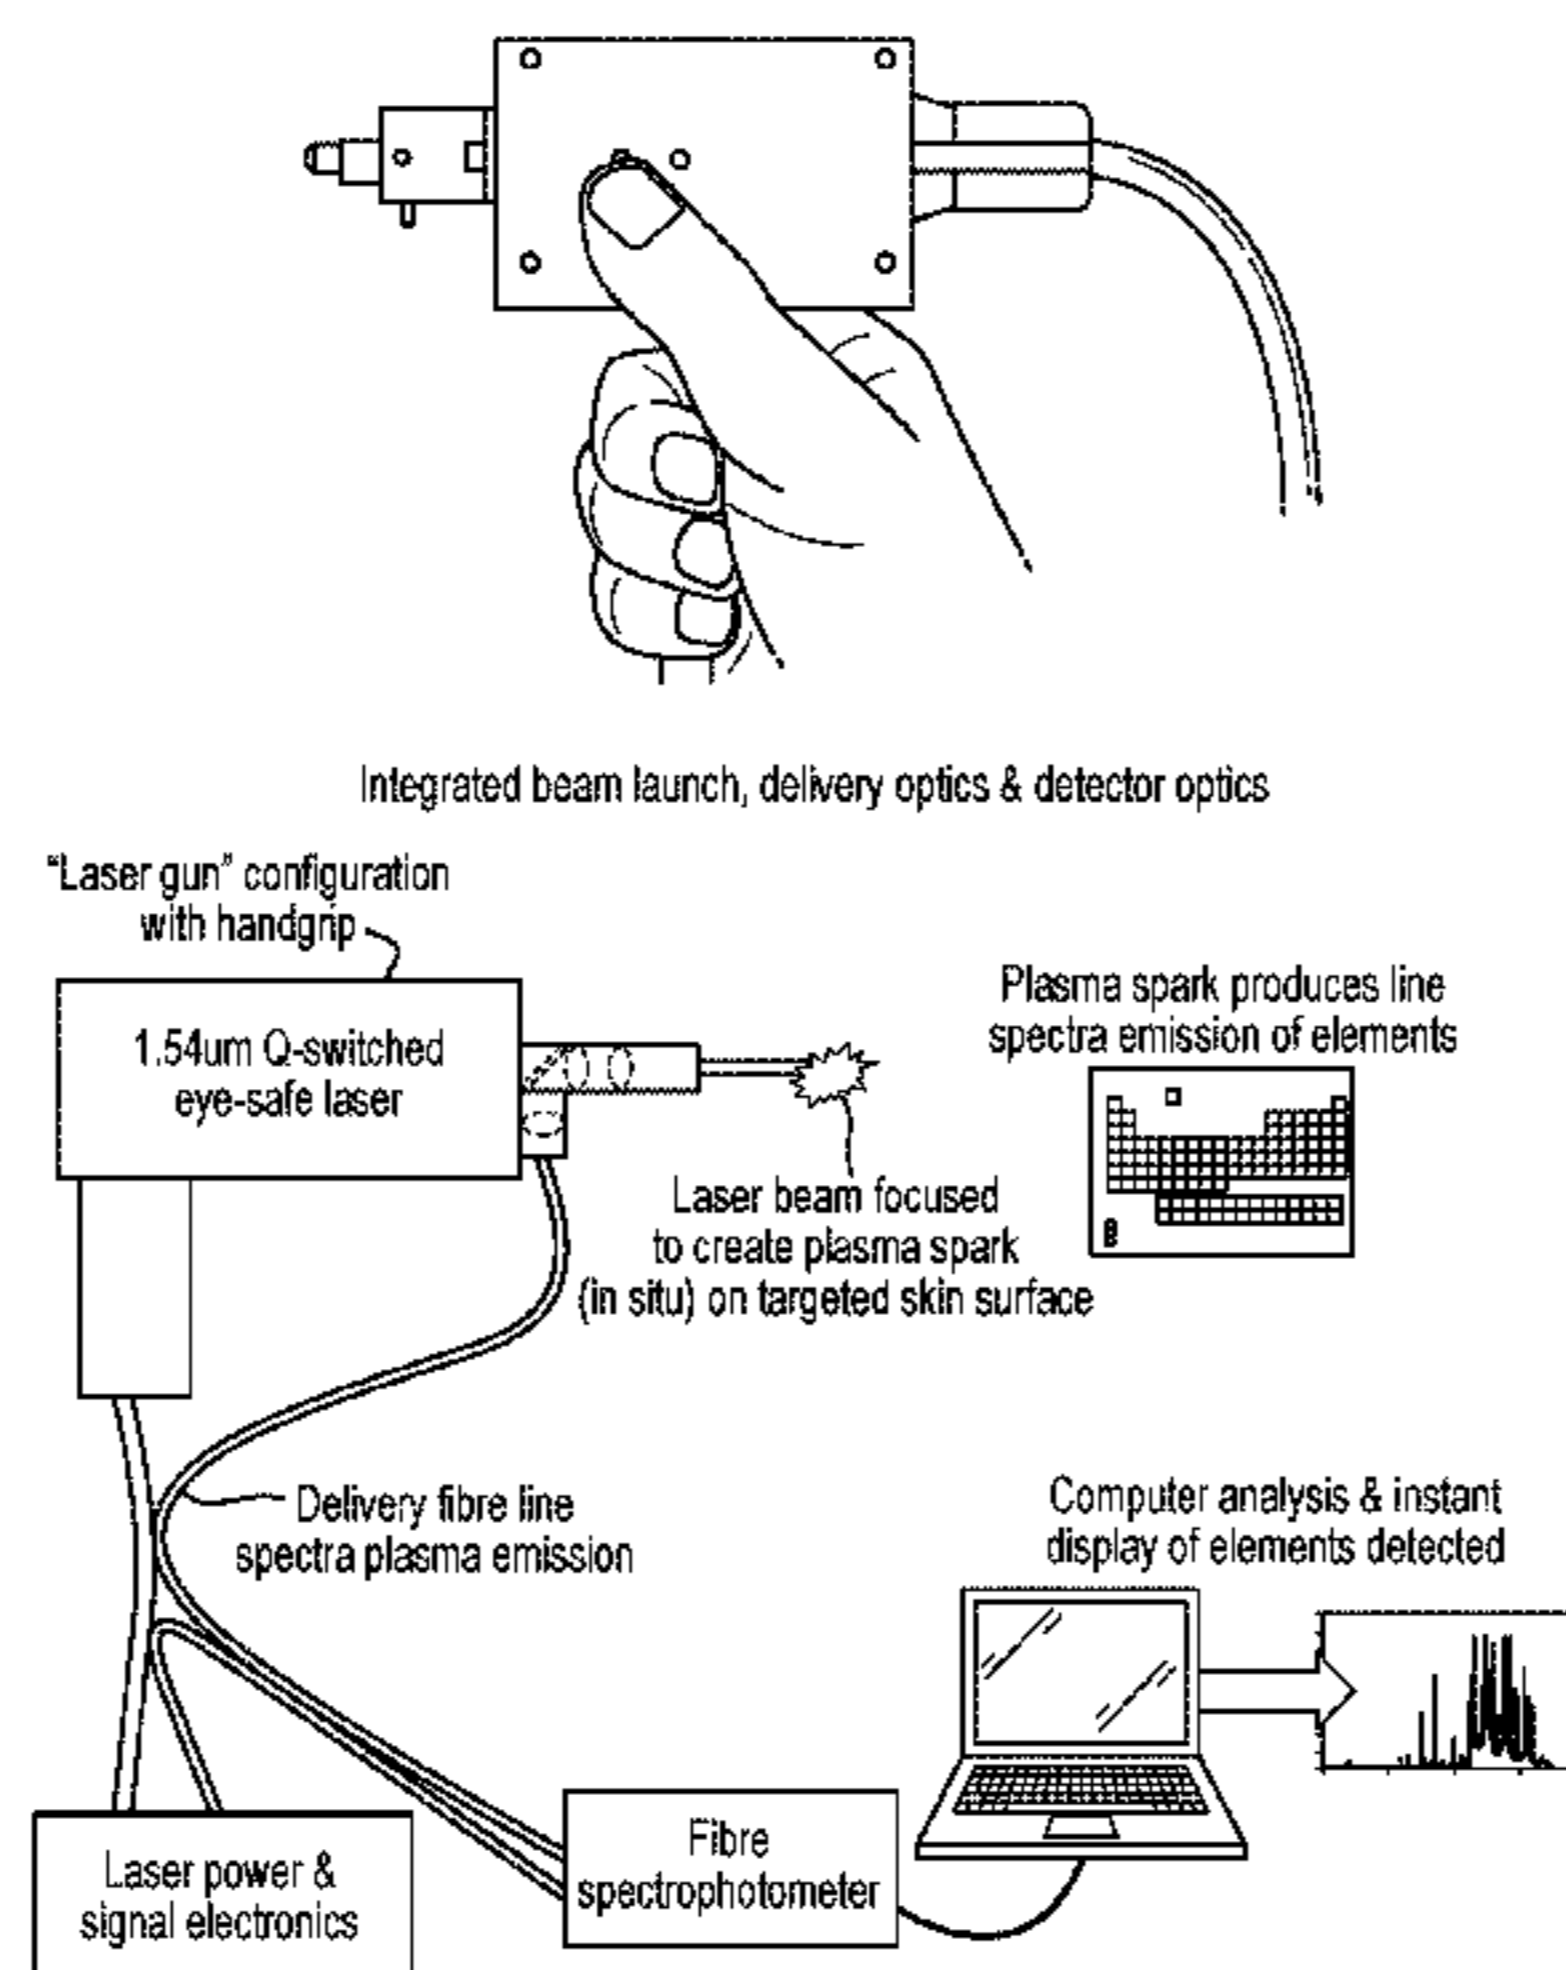 Integrated beam launch, delivery optics & detector optics
"Laser gun" configuration
with handgrip
1.54um Q-switched
eye-safe laser
Plasma spark produces line
spectra emission of elements
Laser beam focused
to create plasma spark
(in situ) on targeted skin surface
Delivery fibre line
spectra plasma emission
Computer analysis & instant
display of elements detected
Fibre
spectrophotometer
Laser power &
signal electronics